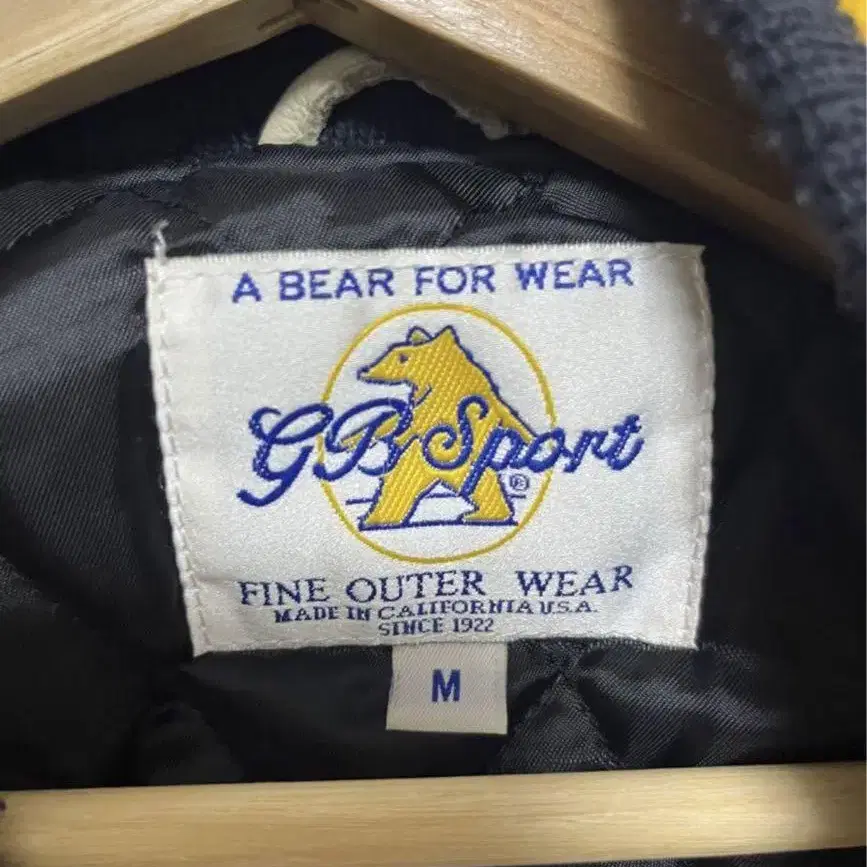 A BEAR FOR WEAR
GB Sport
®
FINE OUTER WEAR
MADE IN CALIFORNIA U.S.A.
SINCE 1922
M